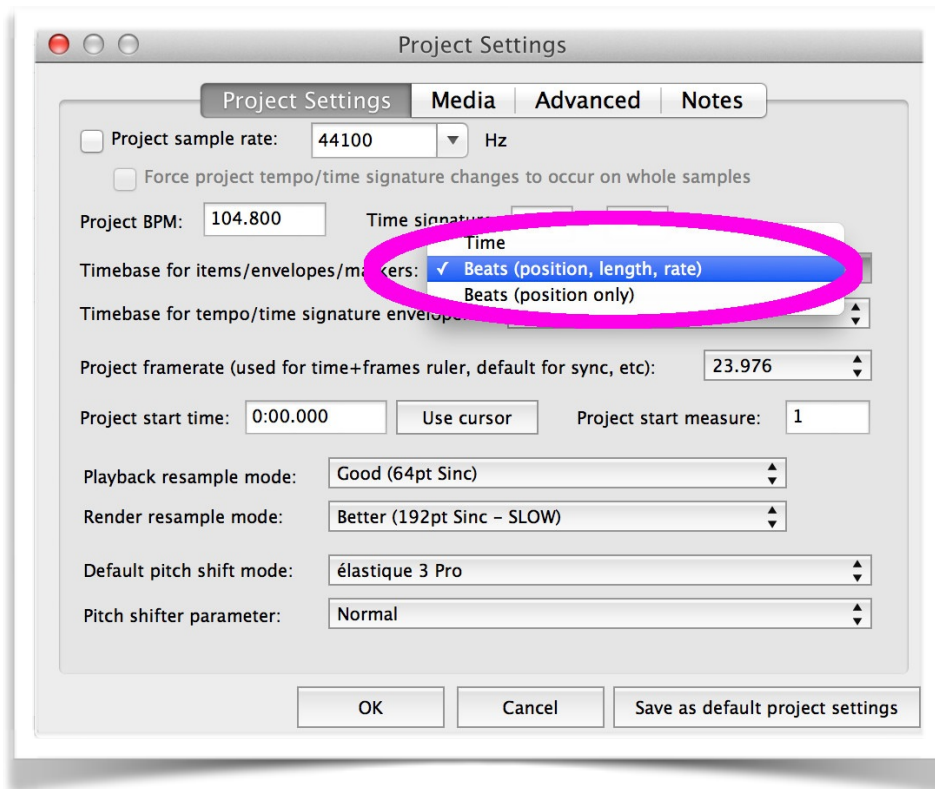 Project Settings
Project Settings Media Advanced Notes
Project sample rate: 44100 Hz
Force project tempo/time signature changes to occur on whole samples
Project BPM: 104.800 Time signature:
Time
Timebase for items/envelopes/markers: ✓ Beats (position, length, rate)
Beats (position only)
Timebase for tempo/time signature envelope:
Project framerate (used for time+frames ruler, default for sync, etc): 23.976
Project start time: 0:00.000 Use cursor Project start measure: 1
Playback resample mode: Good (64pt Sinc)
Render resample mode: Better (192pt Sinc – SLOW)
Default pitch shift mode: élastique 3 Pro
Pitch shifter parameter: Normal
OK Cancel Save as default project settings